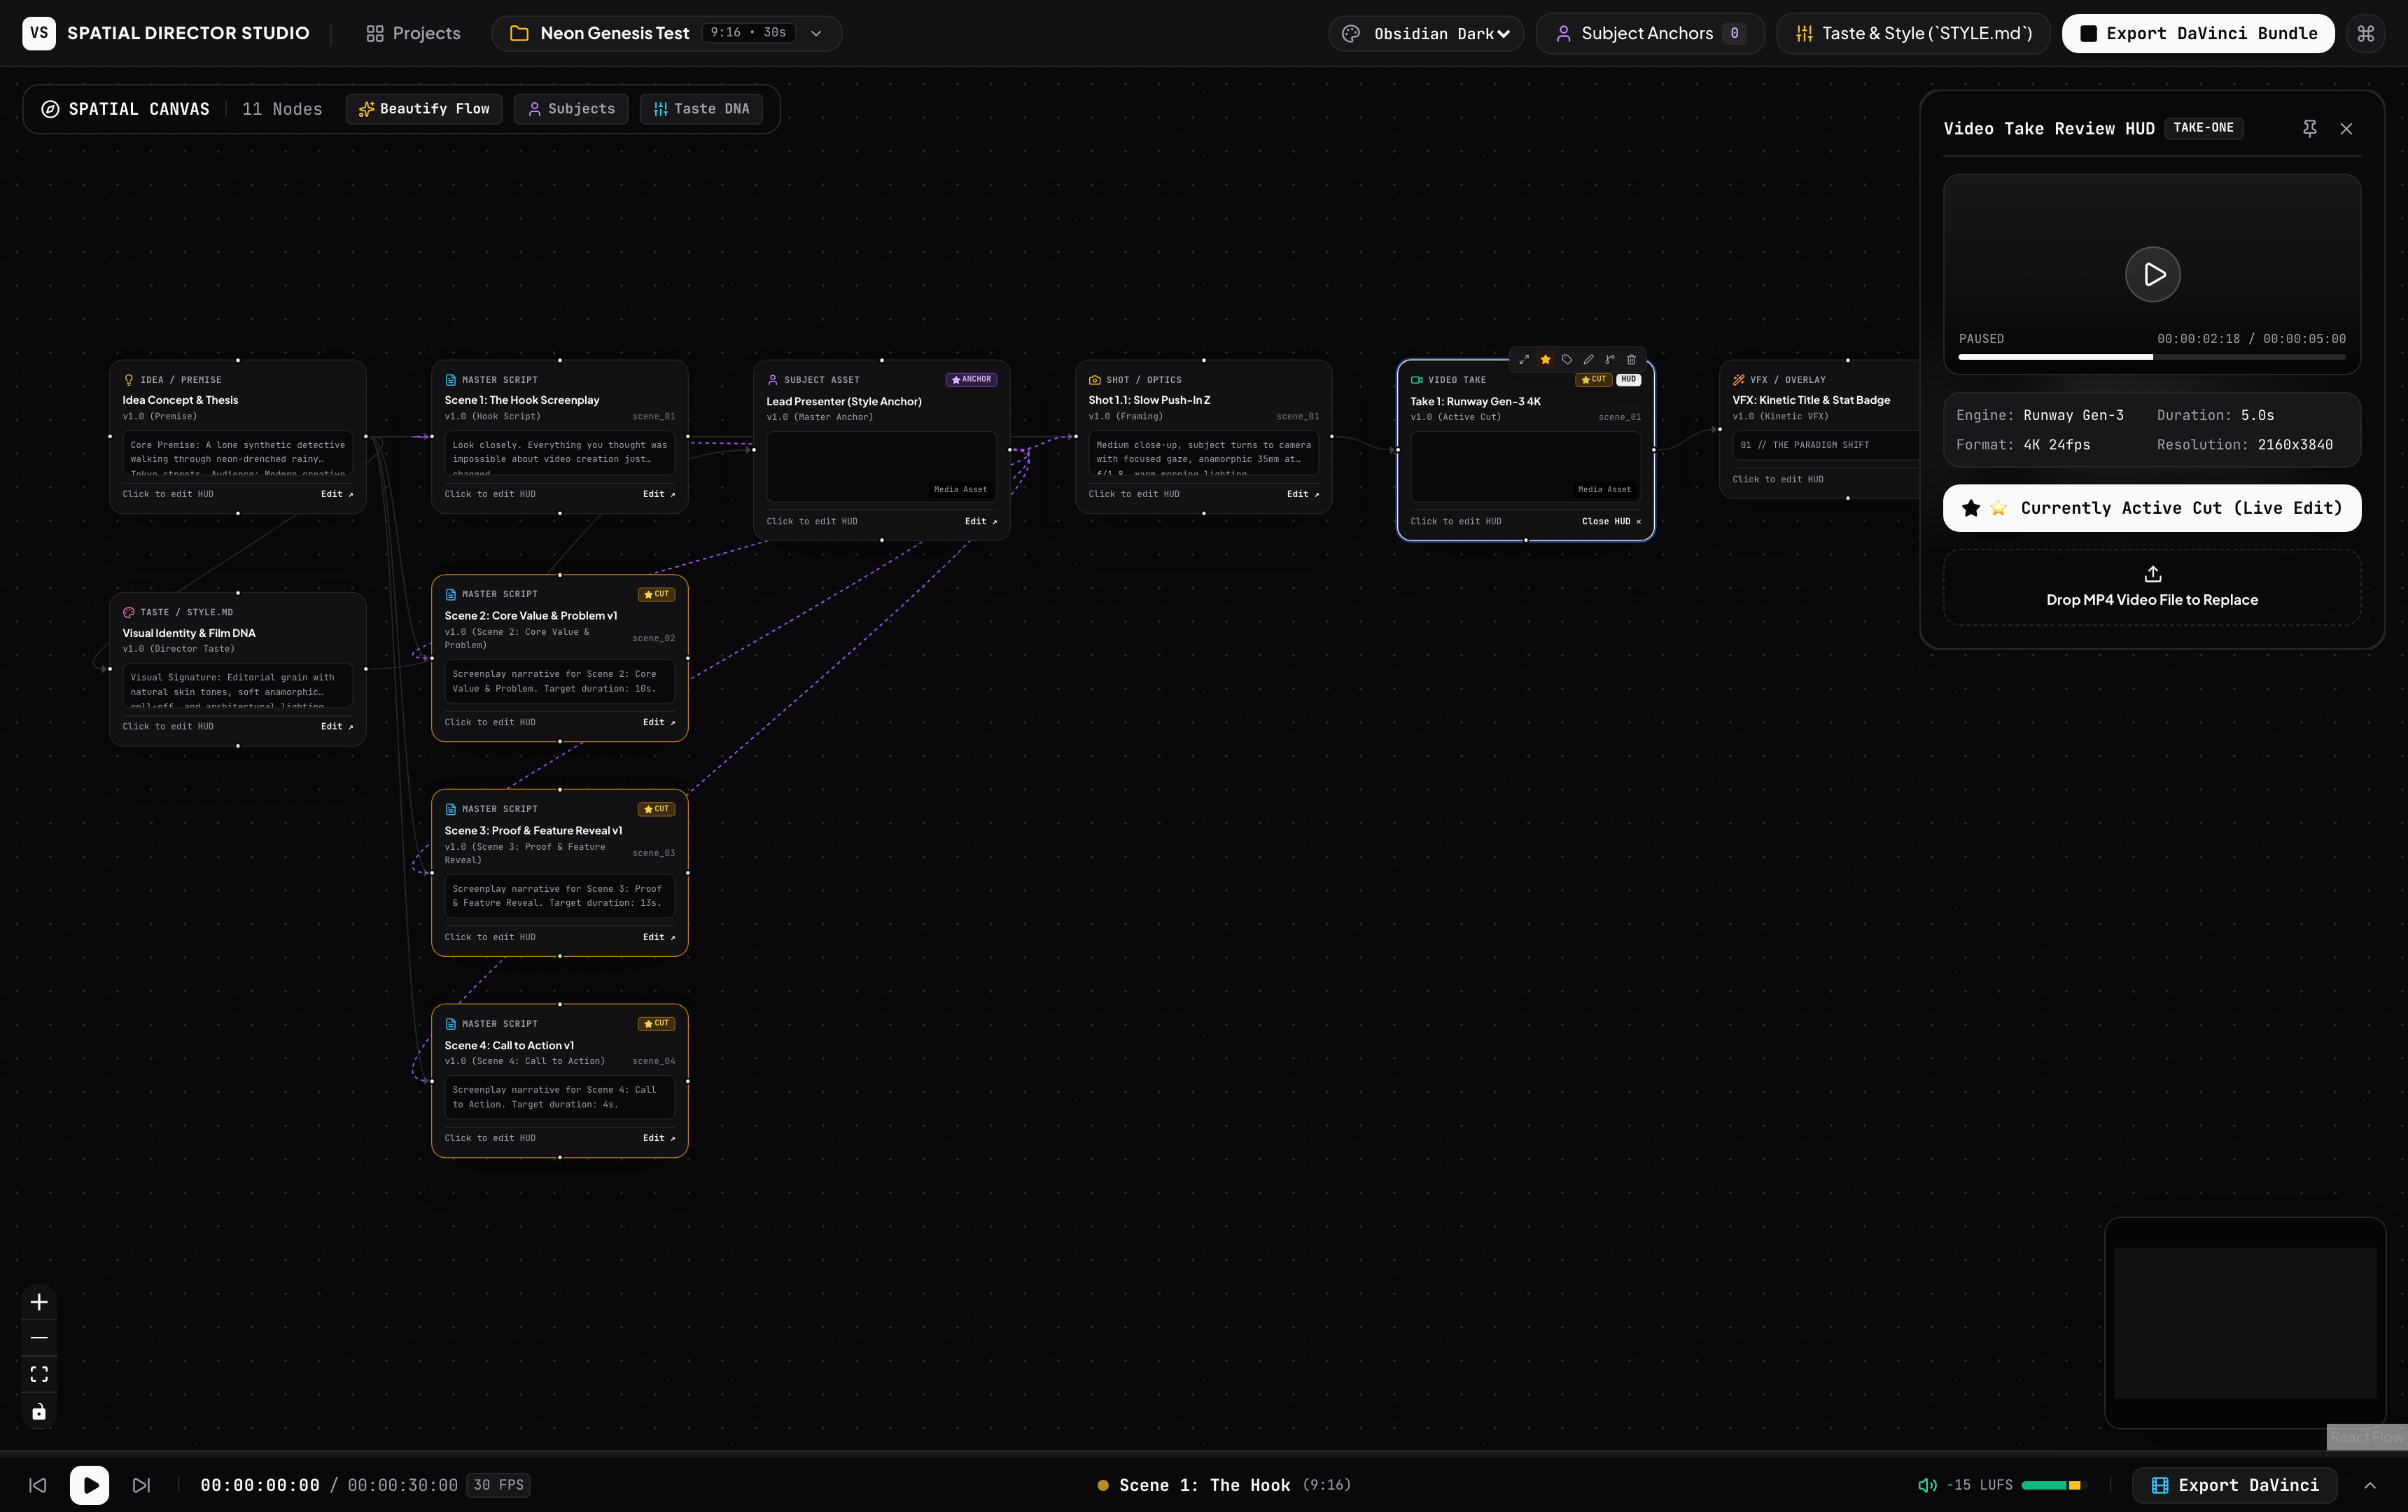 VS SPATIAL DIRECTOR STUDIO
Projects
Neon Genesis Test 9:16 • 30s
Obsidian Dark
Subject Anchors 0
Taste & Style (`STYLE.md`)
Export DaVinci Bundle
SPATIAL CANVAS
11 Nodes
Beautify Flow
Subjects
Taste DNA
Video Take Review HUD TAKE-ONE
PAUSED
00:00:02:18 / 00:00:05:00
Engine: Runway Gen-3 Duration: 5.0s
Format: 4K 24fps Resolution: 2160x3840
Currently Active Cut (Live Edit)
Drop MP4 Video File to Replace
IDEA / PREMISE
Idea Concept & Thesis
v1.0 (Premise)
Core Premise: A lone synthetic detective
walking through neon-drenched rainy…
Tokyo streets. Audience: Modern creative
Click to edit HUD Edit ↗
MASTER SCRIPT
Scene 1: The Hook Screenplay
v1.0 (Hook Script) scene_01
Look closely. Everything you thought was
impossible about video creation just…
changed.
Click to edit HUD Edit ↗
SUBJECT ASSET ANCHOR
Lead Presenter (Style Anchor)
v1.0 (Master Anchor)
Media Asset
Click to edit HUD Edit ↗
SHOT / OPTICS
Shot 1.1: Slow Push-In Z
v1.0 (Framing) scene_01
Medium close-up, subject turns to camera
with focused gaze, anamorphic 35mm at…
f/1.8, warm morning lighting
Click to edit HUD Edit ↗
VIDEO TAKE CUT HUD
Take 1: Runway Gen-3 4K
v1.0 (Active Cut) scene_01
Media Asset
Click to edit HUD Close HUD ×
VFX / OVERLAY
VFX: Kinetic Title & Stat Badge
v1.0 (Kinetic VFX)
01 // THE PARADIGM SHIFT
Click to edit HUD
TASTE / STYLE.MD
Visual Identity & Film DNA
v1.0 (Director Taste)
Visual Signature: Editorial grain with
natural skin tones, soft anamorphic…
roll-off, and architectural lighting
Click to edit HUD Edit ↗
MASTER SCRIPT CUT
Scene 2: Core Value & Problem v1
v1.0 (Scene 2: Core Value &
Problem) scene_02
Screenplay narrative for Scene 2: Core
Value & Problem. Target duration: 10s.
Click to edit HUD Edit ↗
MASTER SCRIPT CUT
Scene 3: Proof & Feature Reveal v1
v1.0 (Scene 3: Proof & Feature
Reveal) scene_03
Screenplay narrative for Scene 3: Proof
& Feature Reveal. Target duration: 13s.
Click to edit HUD Edit ↗
MASTER SCRIPT CUT
Scene 4: Call to Action v1
v1.0 (Scene 4: Call to Action) scene_04
Screenplay narrative for Scene 4: Call
to Action. Target duration: 4s.
Click to edit HUD Edit ↗
React Flow
00:00:00:00 / 00:00:30:00 30 FPS
Scene 1: The Hook (9:16)
-15 LUFS
Export DaVinci